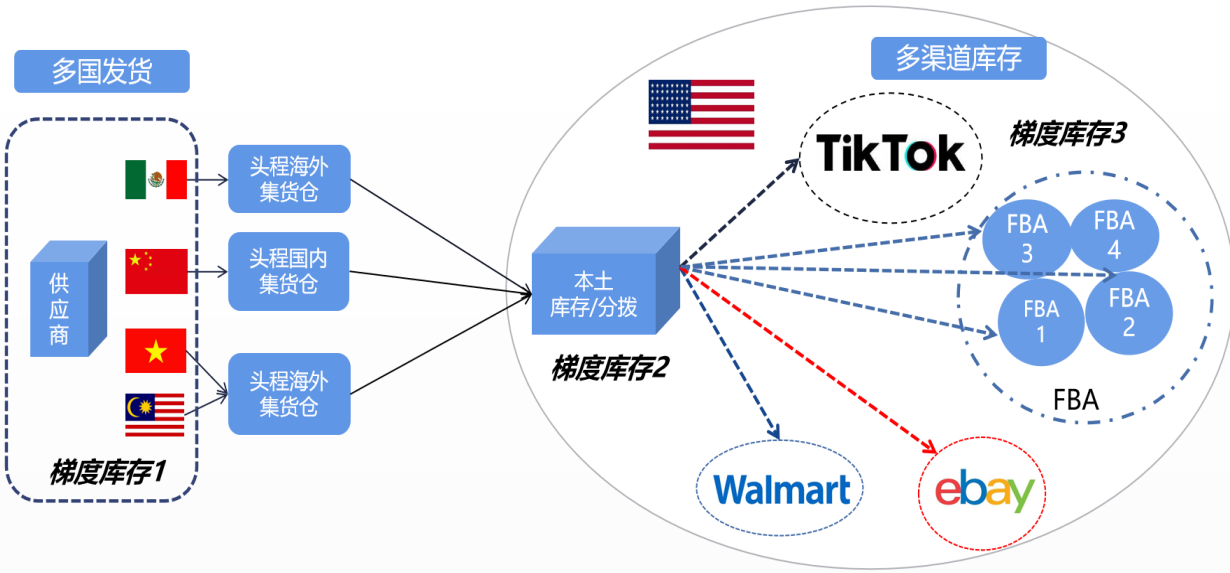 多国发货
多渠道库存
TikTok
梯度库存3
头程海外
集货仓
FBA
3
FBA
4
供
应
商
头程国内
集货仓
本土
库存/分拨
FBA
1
FBA
2
头程海外
集货仓
梯度库存2
FBA
梯度库存1
Walmart
ebay